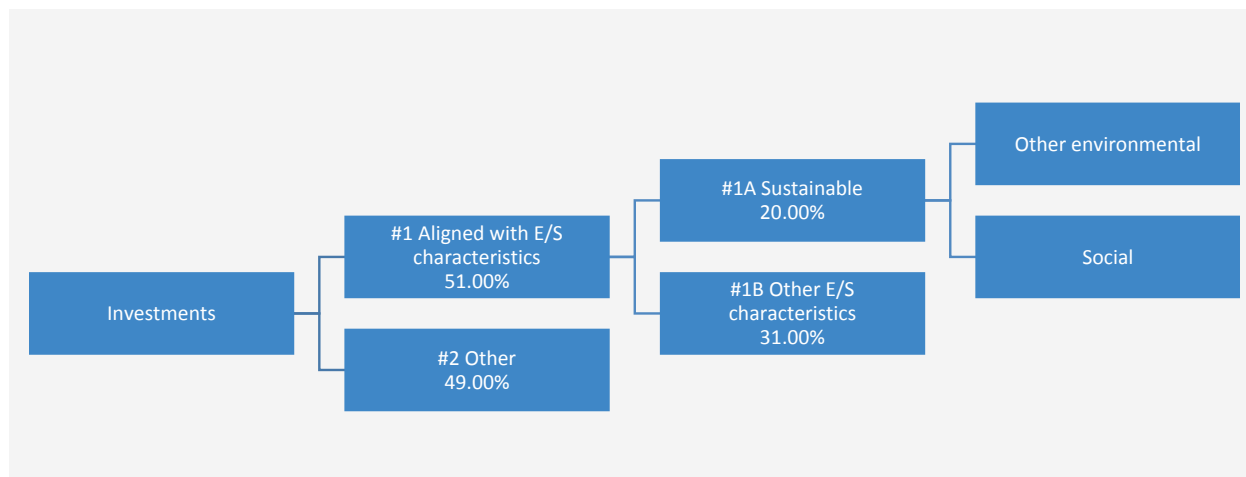 Investments
#1 Aligned with E/S
characteristics
51.00%
#2 Other
49.00%
#1A Sustainable
20.00%
#1B Other E/S
characteristics
31.00%
Other environmental
Social